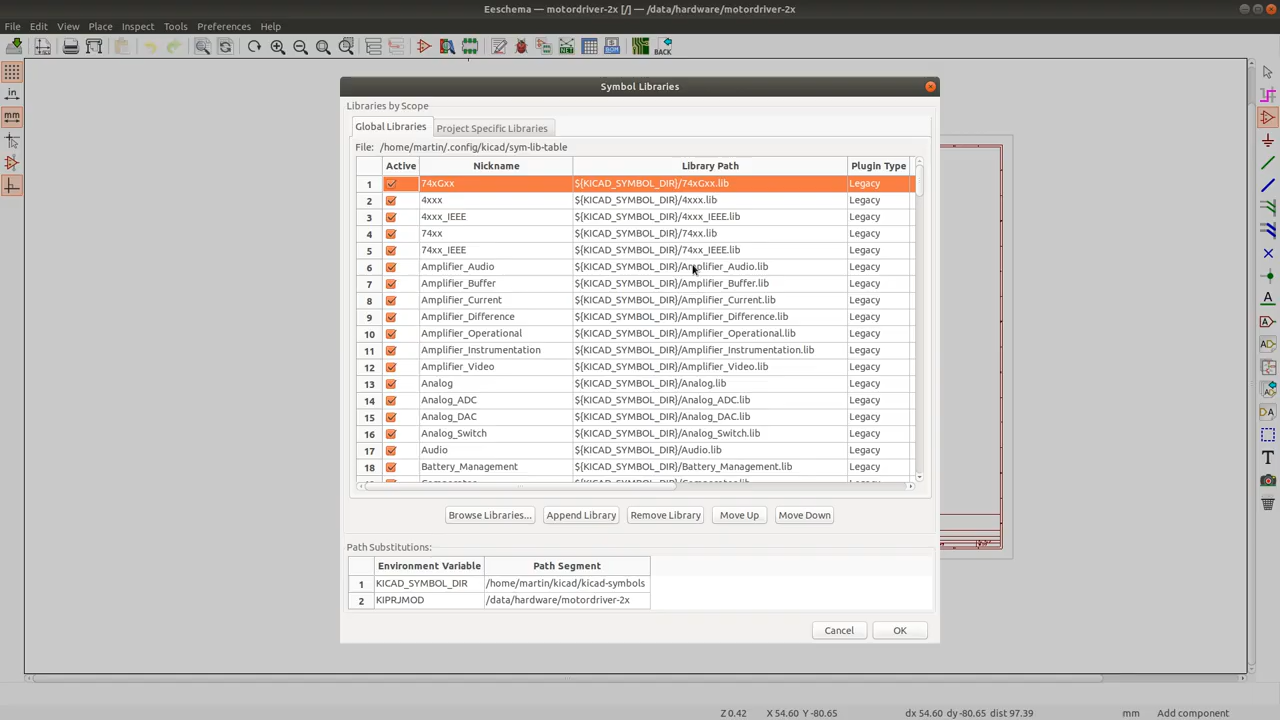 Eeschema — motordriver-2x [/] — /data/hardware/motordriver-2x
File Edit View Place Inspect Tools Preferences Help
BACK
in
mm
Symbol Libraries
Libraries by Scope
Global Libraries Project Specific Libraries
File: /home/martin/.config/kicad/sym-lib-table
Active Nickname Library Path Plugin Type
1 74xGxx ${KICAD_SYMBOL_DIR}/74xGxx.lib Legacy
2 4xxx ${KICAD_SYMBOL_DIR}/4xxx.lib Legacy
3 4xxx_IEEE ${KICAD_SYMBOL_DIR}/4xxx_IEEE.lib Legacy
4 74xx ${KICAD_SYMBOL_DIR}/74xx.lib Legacy
5 74xx_IEEE ${KICAD_SYMBOL_DIR}/74xx_IEEE.lib Legacy
6 Amplifier_Audio ${KICAD_SYMBOL_DIR}/Amplifier_Audio.lib Legacy
7 Amplifier_Buffer ${KICAD_SYMBOL_DIR}/Amplifier_Buffer.lib Legacy
8 Amplifier_Current ${KICAD_SYMBOL_DIR}/Amplifier_Current.lib Legacy
9 Amplifier_Difference ${KICAD_SYMBOL_DIR}/Amplifier_Difference.lib Legacy
10 Amplifier_Operational ${KICAD_SYMBOL_DIR}/Amplifier_Operational.lib Legacy
11 Amplifier_Instrumentation ${KICAD_SYMBOL_DIR}/Amplifier_Instrumentation.lib Legacy
12 Amplifier_Video ${KICAD_SYMBOL_DIR}/Amplifier_Video.lib Legacy
13 Analog ${KICAD_SYMBOL_DIR}/Analog.lib Legacy
14 Analog_ADC ${KICAD_SYMBOL_DIR}/Analog_ADC.lib Legacy
15 Analog_DAC ${KICAD_SYMBOL_DIR}/Analog_DAC.lib Legacy
16 Analog_Switch ${KICAD_SYMBOL_DIR}/Analog_Switch.lib Legacy
17 Audio ${KICAD_SYMBOL_DIR}/Audio.lib Legacy
18 Battery_Management ${KICAD_SYMBOL_DIR}/Battery_Management.lib Legacy
Browse Libraries... Append Library Remove Library Move Up Move Down
Path Substitutions:
Environment Variable Path Segment
1 KICAD_SYMBOL_DIR /home/martin/kicad/kicad-symbols
2 KIPRJMOD /data/hardware/motordriver-2x
Cancel OK
Z 0.42 X 54.60 Y -80.65 dx 54.60 dy -80.65 dist 97.39 mm Add component